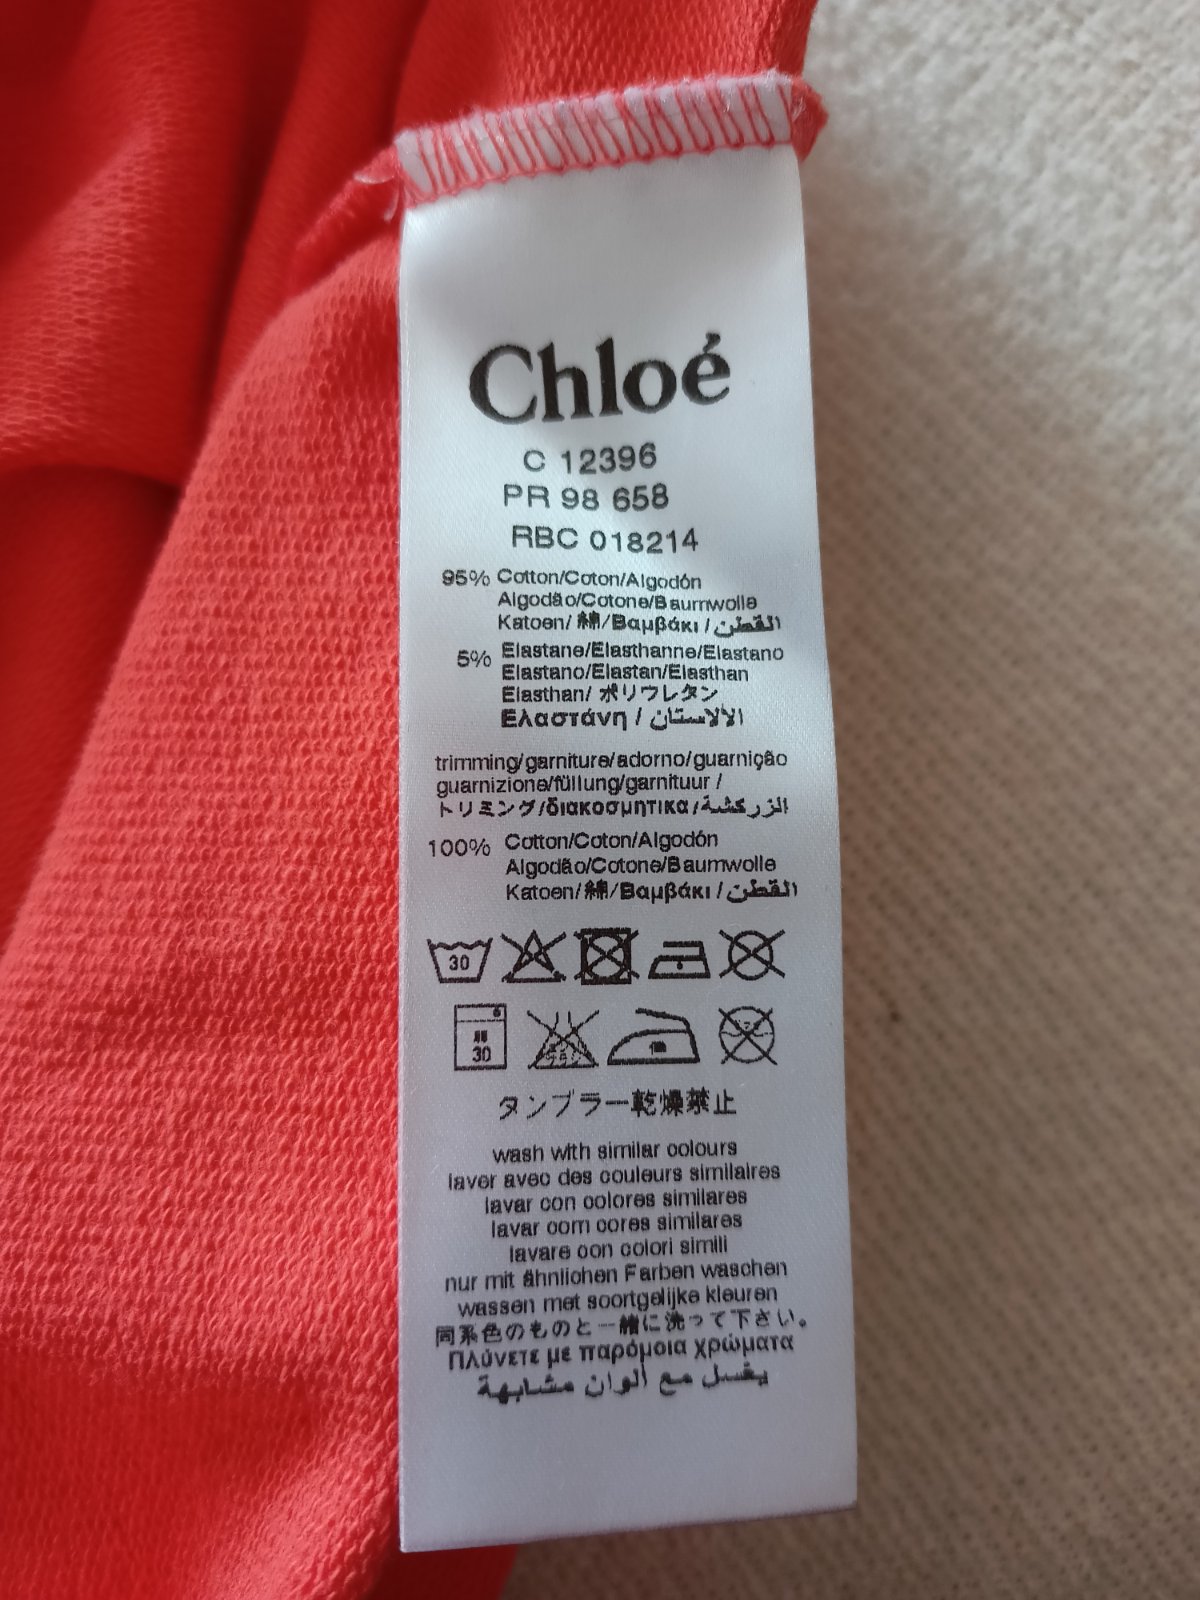 Chloé
C 12396
PR 98 658
RBC 018214
95% Cotton/Coton/Algodón
Algodão/Cotone/Baumwolle
Katoen/ 綿/Βαμβάκι / القطن
5% Elastane/Elasthanne/Elastano
Elastano/Elastan/Elasthan
Elasthan/ ポリウレタン
Ελαστάνη / الالاستان
trimming/garniture/adorno/guarnição
guarnizione/füllung/garnituur /
トリミング/διακοσμητικα/الزركشة
100% Cotton/Coton/Algodón
Algodão/Cotone/Baumwolle
Katoen/ 綿/Βαμβάκι / القطن
30
30
タンブラー乾燥禁止
wash with similar colours
laver avec des couleurs similaires
lavar con colores similares
lavar com cores similares
lavare con colori simili
nur mit ähnlichen Farben waschen
wassen met soortgelijke kleuren
同系色のものと一緒に洗って下さい。
Πλύνετε με παρόμοια χρώματα
يغسل مع ألوان مشابهة